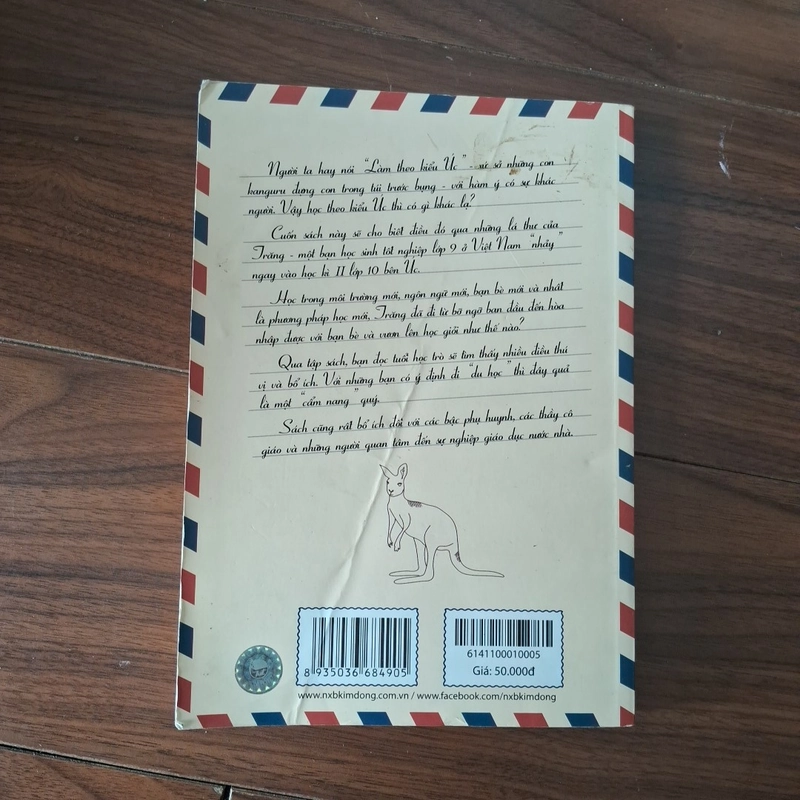 Người ta hay nói “Làm theo kiểu Úc” - xứ sở những con
kanguru đựng con trong túi trước bụng - với hàm ý có sự khác
người. Vậy học theo kiểu Úc thì có gì khác lạ?
Cuốn sách này sẽ cho biết điều đó qua những lá thư của
Trăng - một bạn học sinh tốt nghiệp lớp 9 ở Việt Nam “nhảy”
ngay vào học kì II lớp 10 bên Úc.
Học trong môi trường mới, ngôn ngữ mới, bạn bè mới và nhất
là phương pháp học mới, Trăng đã đi từ bỡ ngỡ ban đầu đến hòa
nhập được với bạn bè và vươn lên học giỏi như thế nào?
Qua tập sách, bạn đọc tuổi học trò sẽ tìm thấy nhiều điều thú
vị và bổ ích. Với những bạn có ý định đi “du học” thì đây quả
là một “cẩm nang” quý.
Sách cũng rất bổ ích đối với các bậc phụ huynh, các thầy cô
giáo và những người quan tâm đến sự nghiệp giáo dục nước nhà.
8 935036 684905
6141100010005
Giá: 50.000đ
www.nxbkimdong.com.vn / www.facebook.com/nxbkimdong